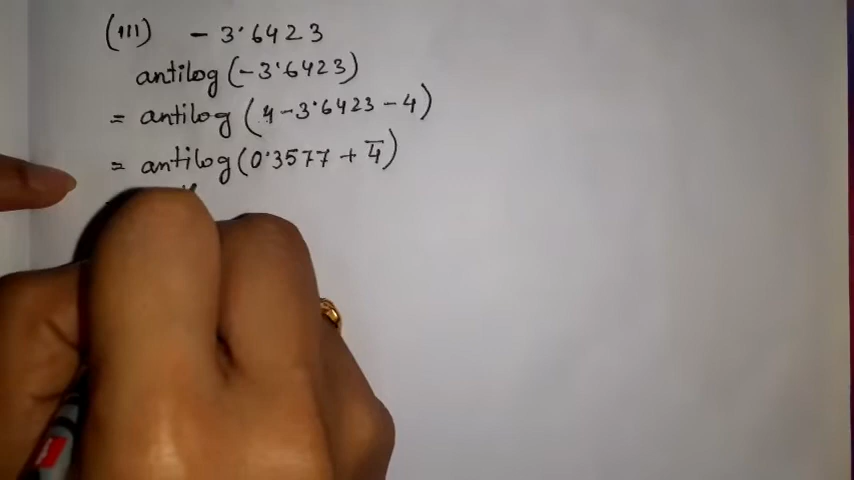 (III) - 3·6423
antilog (-3·6423)
= antilog (4-3·6423-4)
= antilog (0·3577 + 4̅)